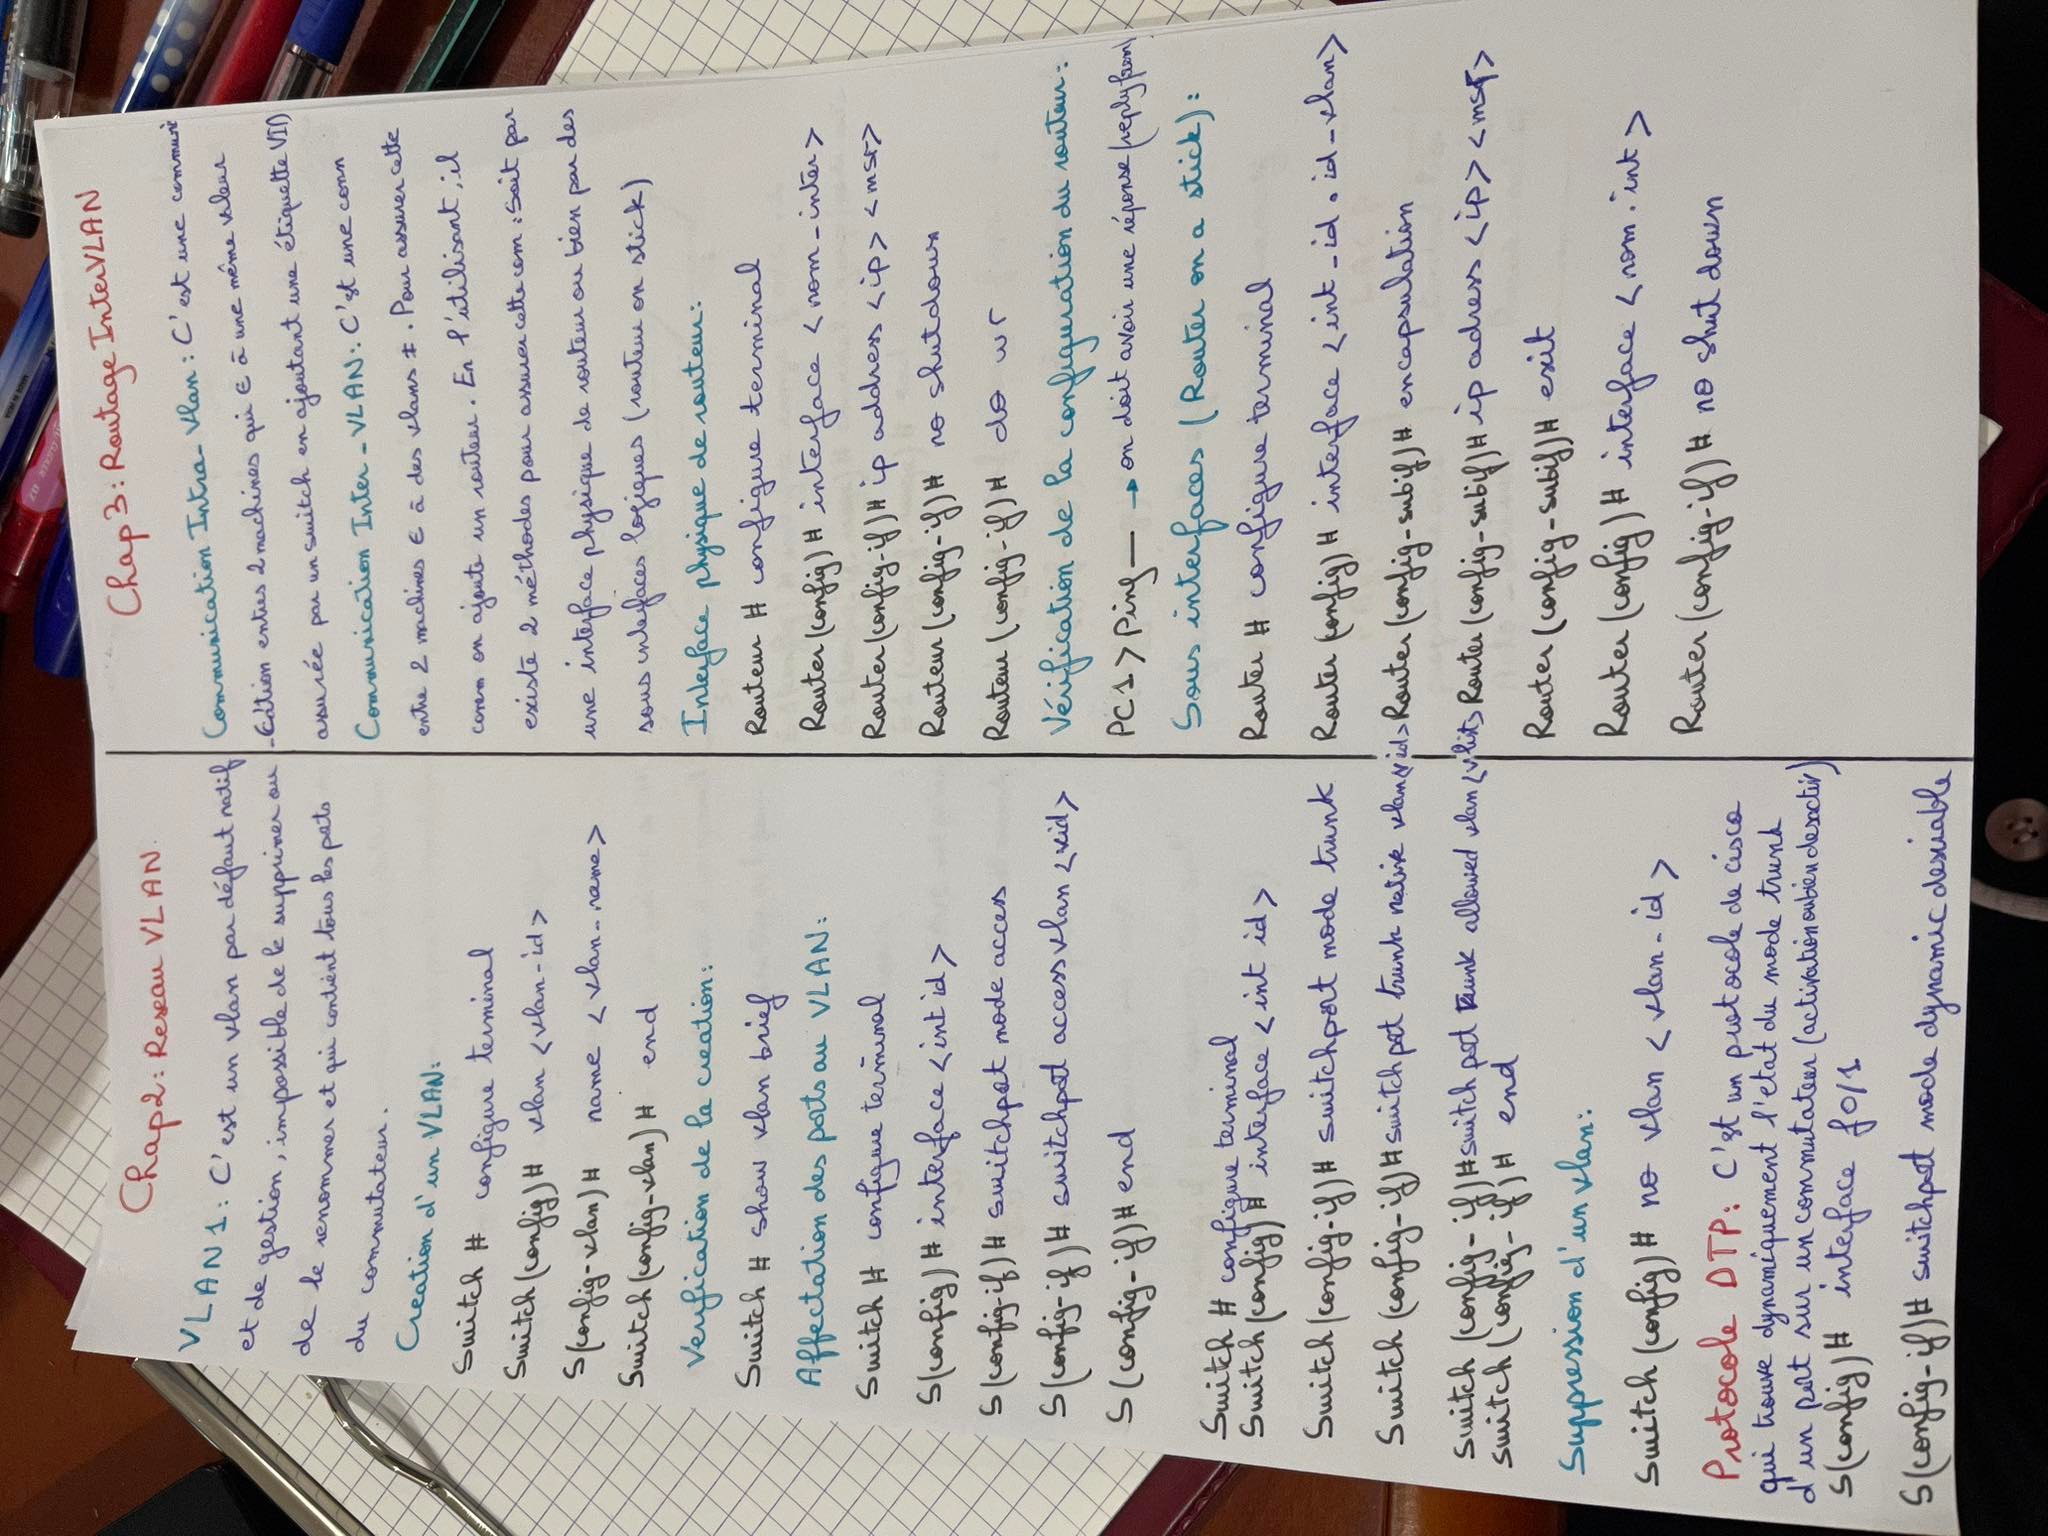 Chap2: Reseau VLAN
VLAN1: C'est un vlan par défaut natif
et de gestion, impossible de le supprimer ou
de le renommer et qui contient tous les ports
du commutateur.
Creation d'un VLAN:
Switch # configure terminal
Switch(config)# vlan <vlan-id>
S(config-vlan)# name <vlan-name>
Switch(config-vlan)# end
Verification de la creation:
Switch # show vlan brief
Affectation des ports au VLAN:
Switch # configure terminal
S(config)# interface <int id>
S(config-if)# switchport mode access
S(config-if)# switchport access vlan <vid>
S(config-if)# end
Switch # configure terminal
Switch(config)# interface <int id>
Switch(config-if)# switchport mode trunk
Switch(config-if)# switchport trunk native vlan <vid>
Switch(config-if)# switchport trunk allowed vlan <vlist>
switch(config-if)# end
Suppression d'un vlan:
Switch(config)# no vlan <vlan-id>
Protocole DTP: C'est un protocole de cisco
qui trouve dynamiquement l'etat du mode trunk
d'un port sur un commutateur (activation oubien desactiv)
S(config)# interface f0/1
S(config-if)# switchport mode dynamic desirable
Chap3: Routage InterVLAN
Communication Intra-Vlan: C'est une communi
-cation entres 2 machines qui ∈ à une même valeur
assurée par un switch en ajoutant une étiquette VID
Communication Inter-VLAN: C'est une conn
entre 2 machines ∈ à des vlans ≠. Pour assurer cette
comm on ajoute un routeur. En l'utilisant, il
existe 2 méthodes pour assurer cette com: Soit par
une interface physique de routeur ou bien par des
sous interfaces logiques (routeur on stick)
Interface physique de routeur:
Routeur # configure terminal
Router(config)# interface <nom-inter>
Router(config-if)# ip address <ip> <msr>
Routeur(config-if)# no shutdown
Routeur(config-if)# do wr
Vérification de la configuration du routeur:
PC1>Ping — → on doit avoir une réponse (reply from)
Sous interfaces (Router on a stick):
Router # configure terminal
Router(config)# interface <int-id.id-vlan>
Router(config-subif)# encapsulation
Router(config-subif)# ip adress <ip> <msr>
Router(config-subif)# exit
Router(config)# interface <nom.int>
Router(config-if)# no shut down